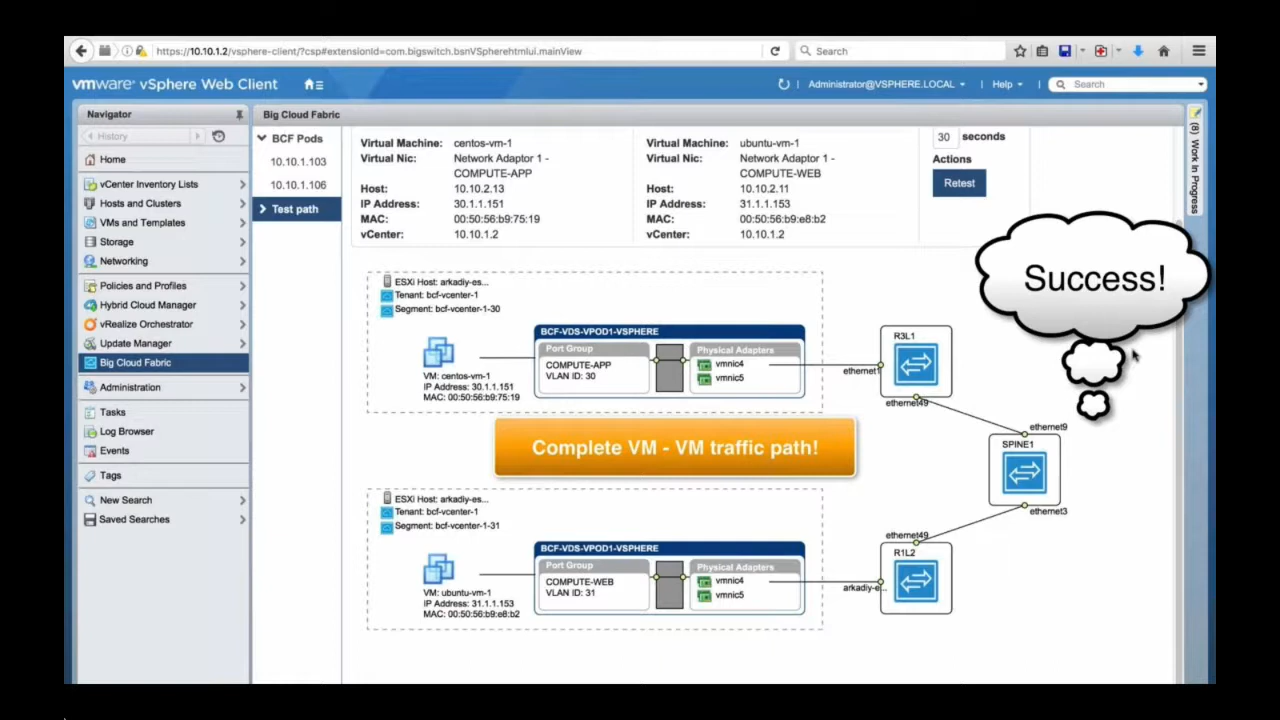 https://10.10.1.2/vsphere-client/?csp#extensionId=com.bigswitch.bsnVSpherehtmlui.mainView
Search
vmware® vSphere Web Client
Administrator@VSPHERE.LOCAL
Help
Search
Navigator
History
Home
vCenter Inventory Lists
Hosts and Clusters
VMs and Templates
Storage
Networking
Policies and Profiles
Hybrid Cloud Manager
vRealize Orchestrator
Update Manager
Big Cloud Fabric
Administration
Tasks
Log Browser
Events
Tags
New Search
Saved Searches
Big Cloud Fabric
BCF Pods
10.10.1.103
10.10.1.106
Test path
Virtual Machine: centos-vm-1
Virtual Nic: Network Adaptor 1 -
COMPUTE-APP
Host: 10.10.2.13
IP Address: 30.1.1.151
MAC: 00:50:56:b9:75:19
vCenter: 10.10.1.2
Virtual Machine: ubuntu-vm-1
Virtual Nic: Network Adaptor 1 -
COMPUTE-WEB
Host: 10.10.2.11
IP Address: 31.1.1.153
MAC: 00:50:56:b9:e8:b2
vCenter: 10.10.1.2
30 seconds
Actions
Retest
(8) Work In Progress
Success!
ESXi Host: arkadiy-es...
Tenant: bcf-vcenter-1
Segment: bcf-vcenter-1-30
VM: centos-vm-1
IP Address: 30.1.1.151
MAC: 00:50:56:b9:75:19
BCF-VDS-VPOD1-VSPHERE
Port Group
COMPUTE-APP
VLAN ID: 30
Physical Adapters
vmnic4
vmnic5
ethernet1
R3L1
ethernet49
ethernet9
SPINE1
ethernet3
Complete VM - VM traffic path!
ESXi Host: arkadiy-es...
Tenant: bcf-vcenter-1
Segment: bcf-vcenter-1-31
VM: ubuntu-vm-1
IP Address: 31.1.1.153
MAC: 00:50:56:b9:e8:b2
BCF-VDS-VPOD1-VSPHERE
Port Group
COMPUTE-WEB
VLAN ID: 31
Physical Adapters
vmnic4
vmnic5
arkadiy-e...
ethernet49
R1L2